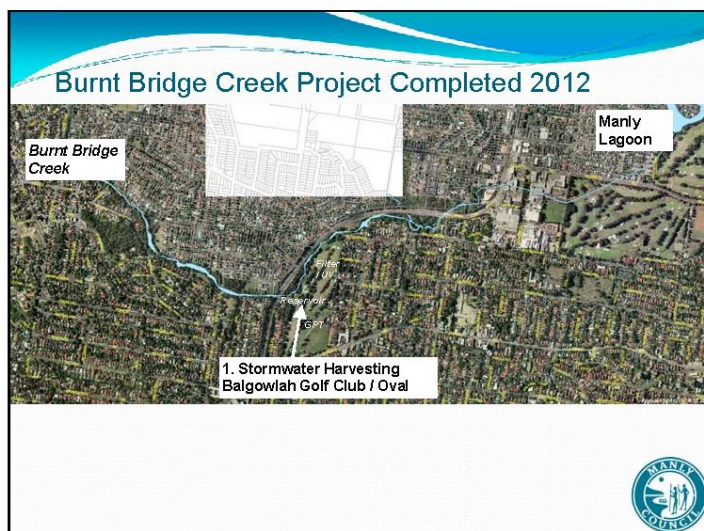 Burnt Bridge Creek Project Completed 2012
Manly
Lagoon
Burnt Bridge
Creek
Filter
/ UV
Reservoir
GPT
1. Stormwater Harvesting
Balgowlah Golf Club / Oval
MANLY
COUNCIL